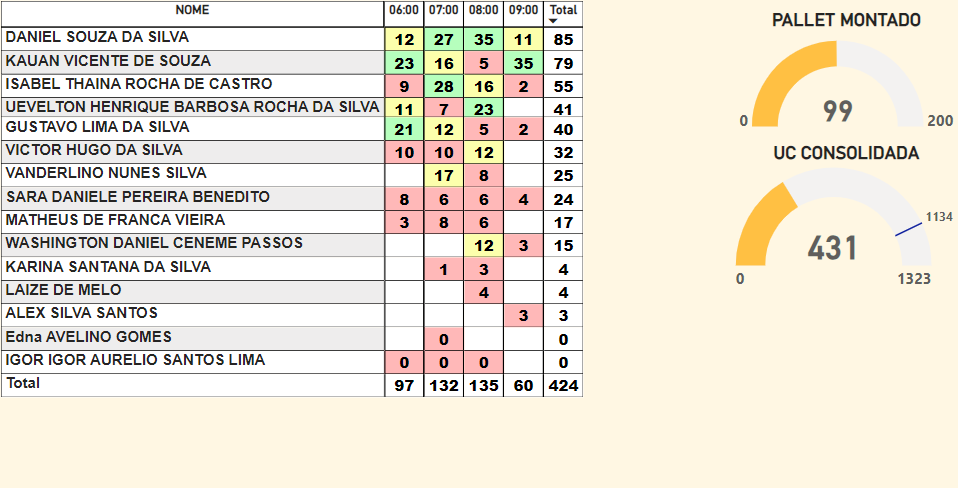 NOME 06:00 07:00 08:00 09:00 Total
DANIEL SOUZA DA SILVA 12 27 35 11 85
KAUAN VICENTE DE SOUZA 23 16 5 35 79
ISABEL THAINA ROCHA DE CASTRO 9 28 16 2 55
UEVELTON HENRIQUE BARBOSA ROCHA DA SILVA 11 7 23 41
GUSTAVO LIMA DA SILVA 21 12 5 2 40
VICTOR HUGO DA SILVA 10 10 12 32
VANDERLINO NUNES SILVA 17 8 25
SARA DANIELE PEREIRA BENEDITO 8 6 6 4 24
MATHEUS DE FRANCA VIEIRA 3 8 6 17
WASHINGTON DANIEL CENEME PASSOS 12 3 15
KARINA SANTANA DA SILVA 1 3 4
LAIZE DE MELO 4 4
ALEX SILVA SANTOS 3 3
Edna AVELINO GOMES 0 0
IGOR IGOR AURELIO SANTOS LIMA 0 0 0 0
Total 97 132 135 60 424
PALLET MONTADO
99
0 200
UC CONSOLIDADA
1134
431
0 1323